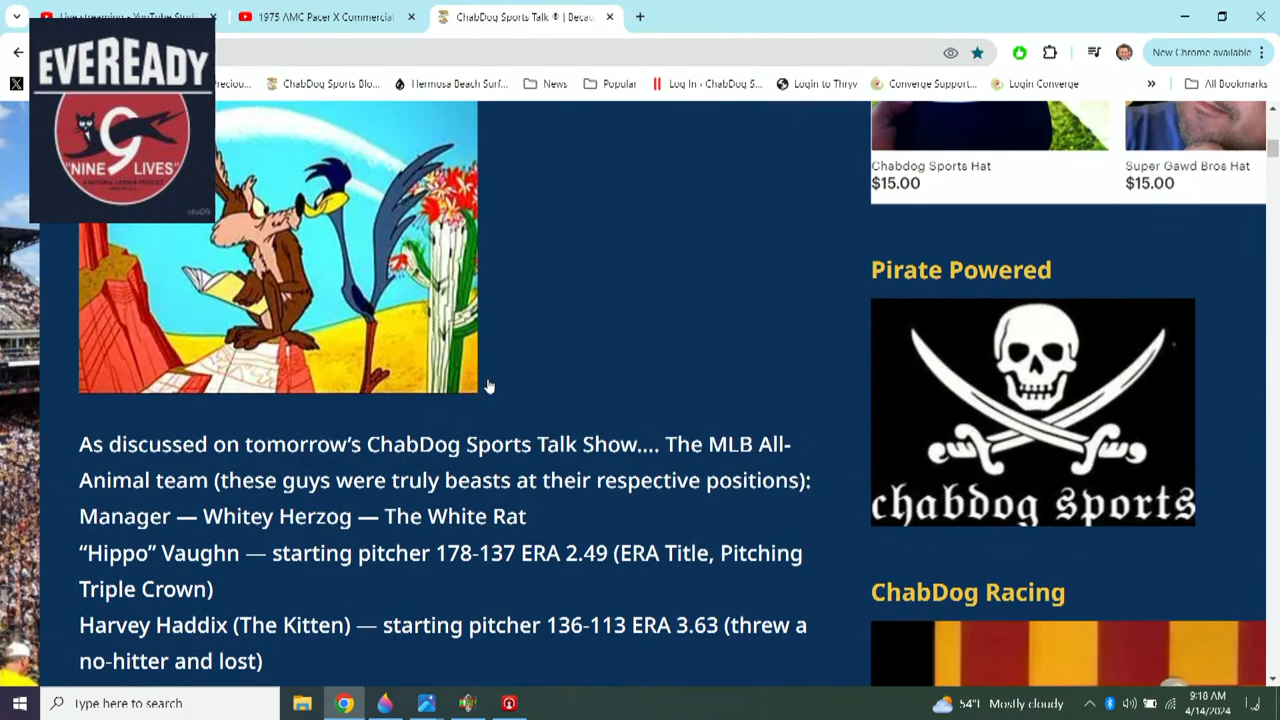 Live streaming - YouTube Studio
1975 AMC Pacer X Commercial
ChabDog Sports Talk ® | Becau
New Chrome available
EVEREADY
9
"NINE LIVES"
X
ChabDog Sports Blo...
Hermosa Beach Surf...
News
Popular
Log In ‹ ChabDog S...
Login to Thryv
Converge Support...
Login Converge
»
All Bookmarks
Chabdog Sports Hat
$15.00
Super Gawd Bros Hat
$15.00
Pirate Powered
chabdog sports
ChabDog Racing
As discussed on tomorrow's ChabDog Sports Talk Show.... The MLB All-
Animal team (these guys were truly beasts at their respective positions):
Manager — Whitey Herzog — The White Rat
“Hippo” Vaughn — starting pitcher 178-137 ERA 2.49 (ERA Title, Pitching
Triple Crown)
Harvey Haddix (The Kitten) — starting pitcher 136-113 ERA 3.63 (threw a
no-hitter and lost)
Type here to search
54°F Mostly cloudy
9:18 AM
4/14/2024